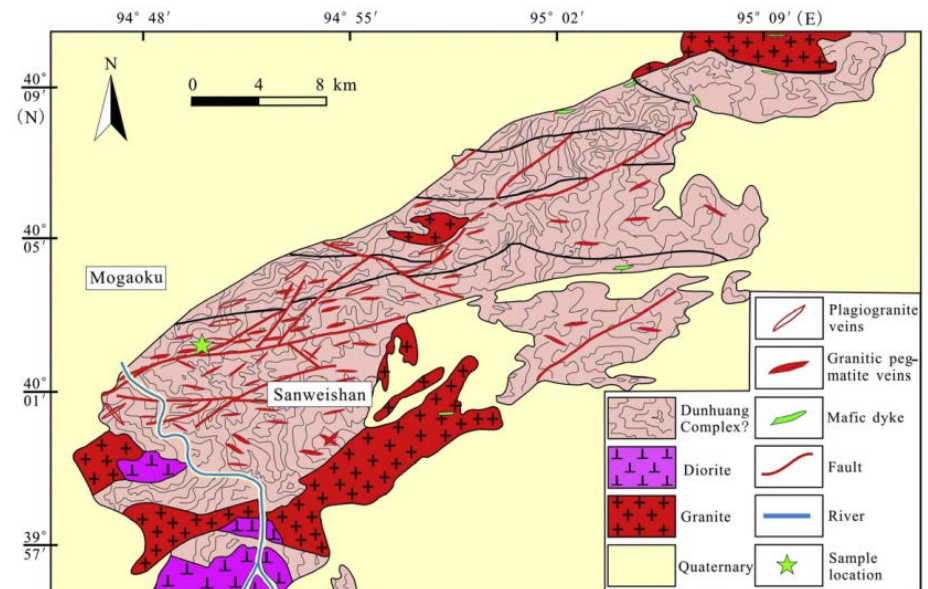 94° 48'
94° 55'
95° 02'
95° 09' (E)
N
0 4 8 km
40°
09'
(N)
40°
05'
Mogaoku
40°
01'
Sanweishan
39°
57'
Plagiogranite
veins
Granitic peg-
matite veins
Dunhuang
Complex?
Mafic dyke
Diorite
Fault
Granite
River
Quaternary
Sample
location